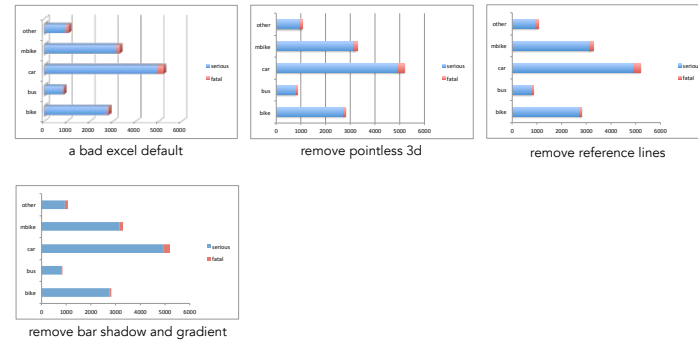 other
mbike
car
bus
bike
0 1000 2000 3000 4000 5000 6000
serious
fatal
a bad excel default
other
mbike
car
bus
bike
0 1000 2000 3000 4000 5000 6000
serious
fatal
remove pointless 3d
other
mbike
car
bus
bike
0 1000 2000 3000 4000 5000 6000
serious
fatal
remove reference lines
other
mbike
car
bus
bike
0 1000 2000 3000 4000 5000 6000
serious
fatal
remove bar shadow and gradient